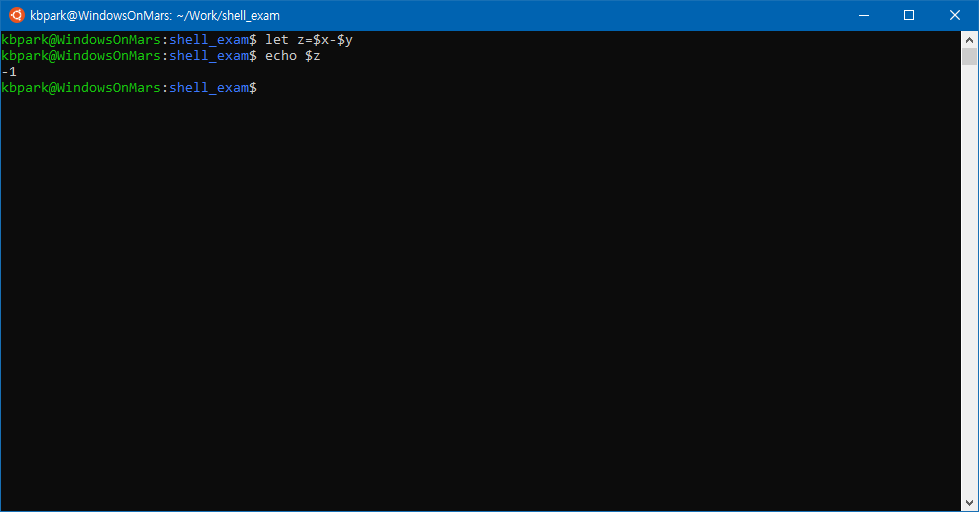 kbpark@WindowsOnMars: ~/Work/shell_exam
kbpark@WindowsOnMars:shell_exam$ let z=$x-$y
kbpark@WindowsOnMars:shell_exam$ echo $z
-1
kbpark@WindowsOnMars:shell_exam$